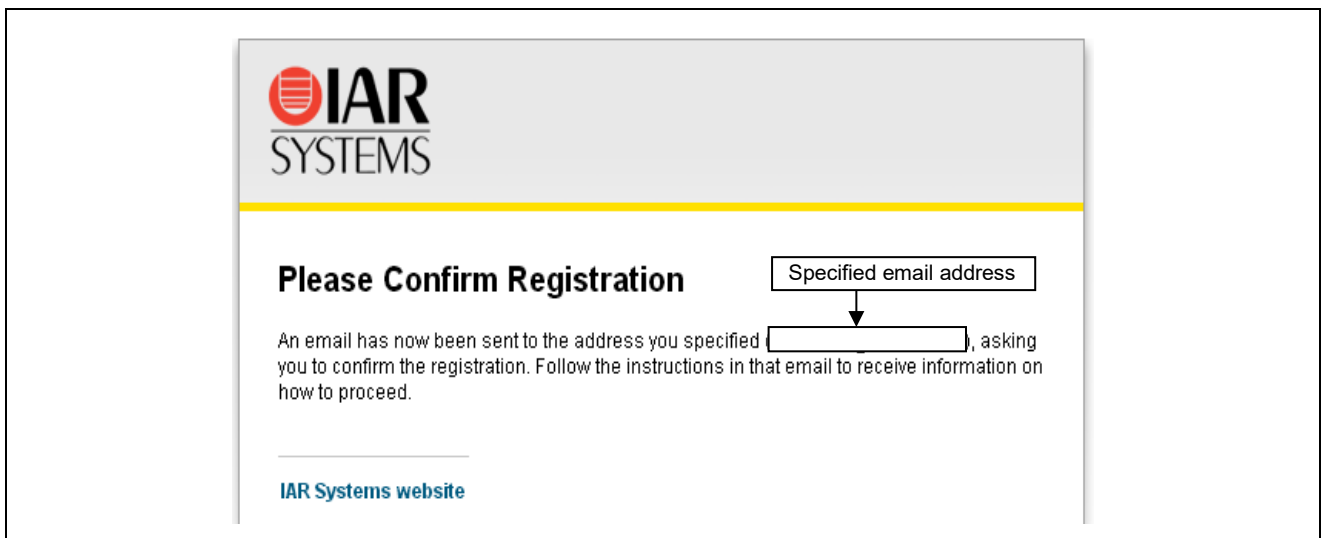 IAR
SYSTEMS
Please Confirm Registration
Specified email address
An email has now been sent to the address you specified ( ), asking
you to confirm the registration. Follow the instructions in that email to receive information on
how to proceed.
IAR Systems website